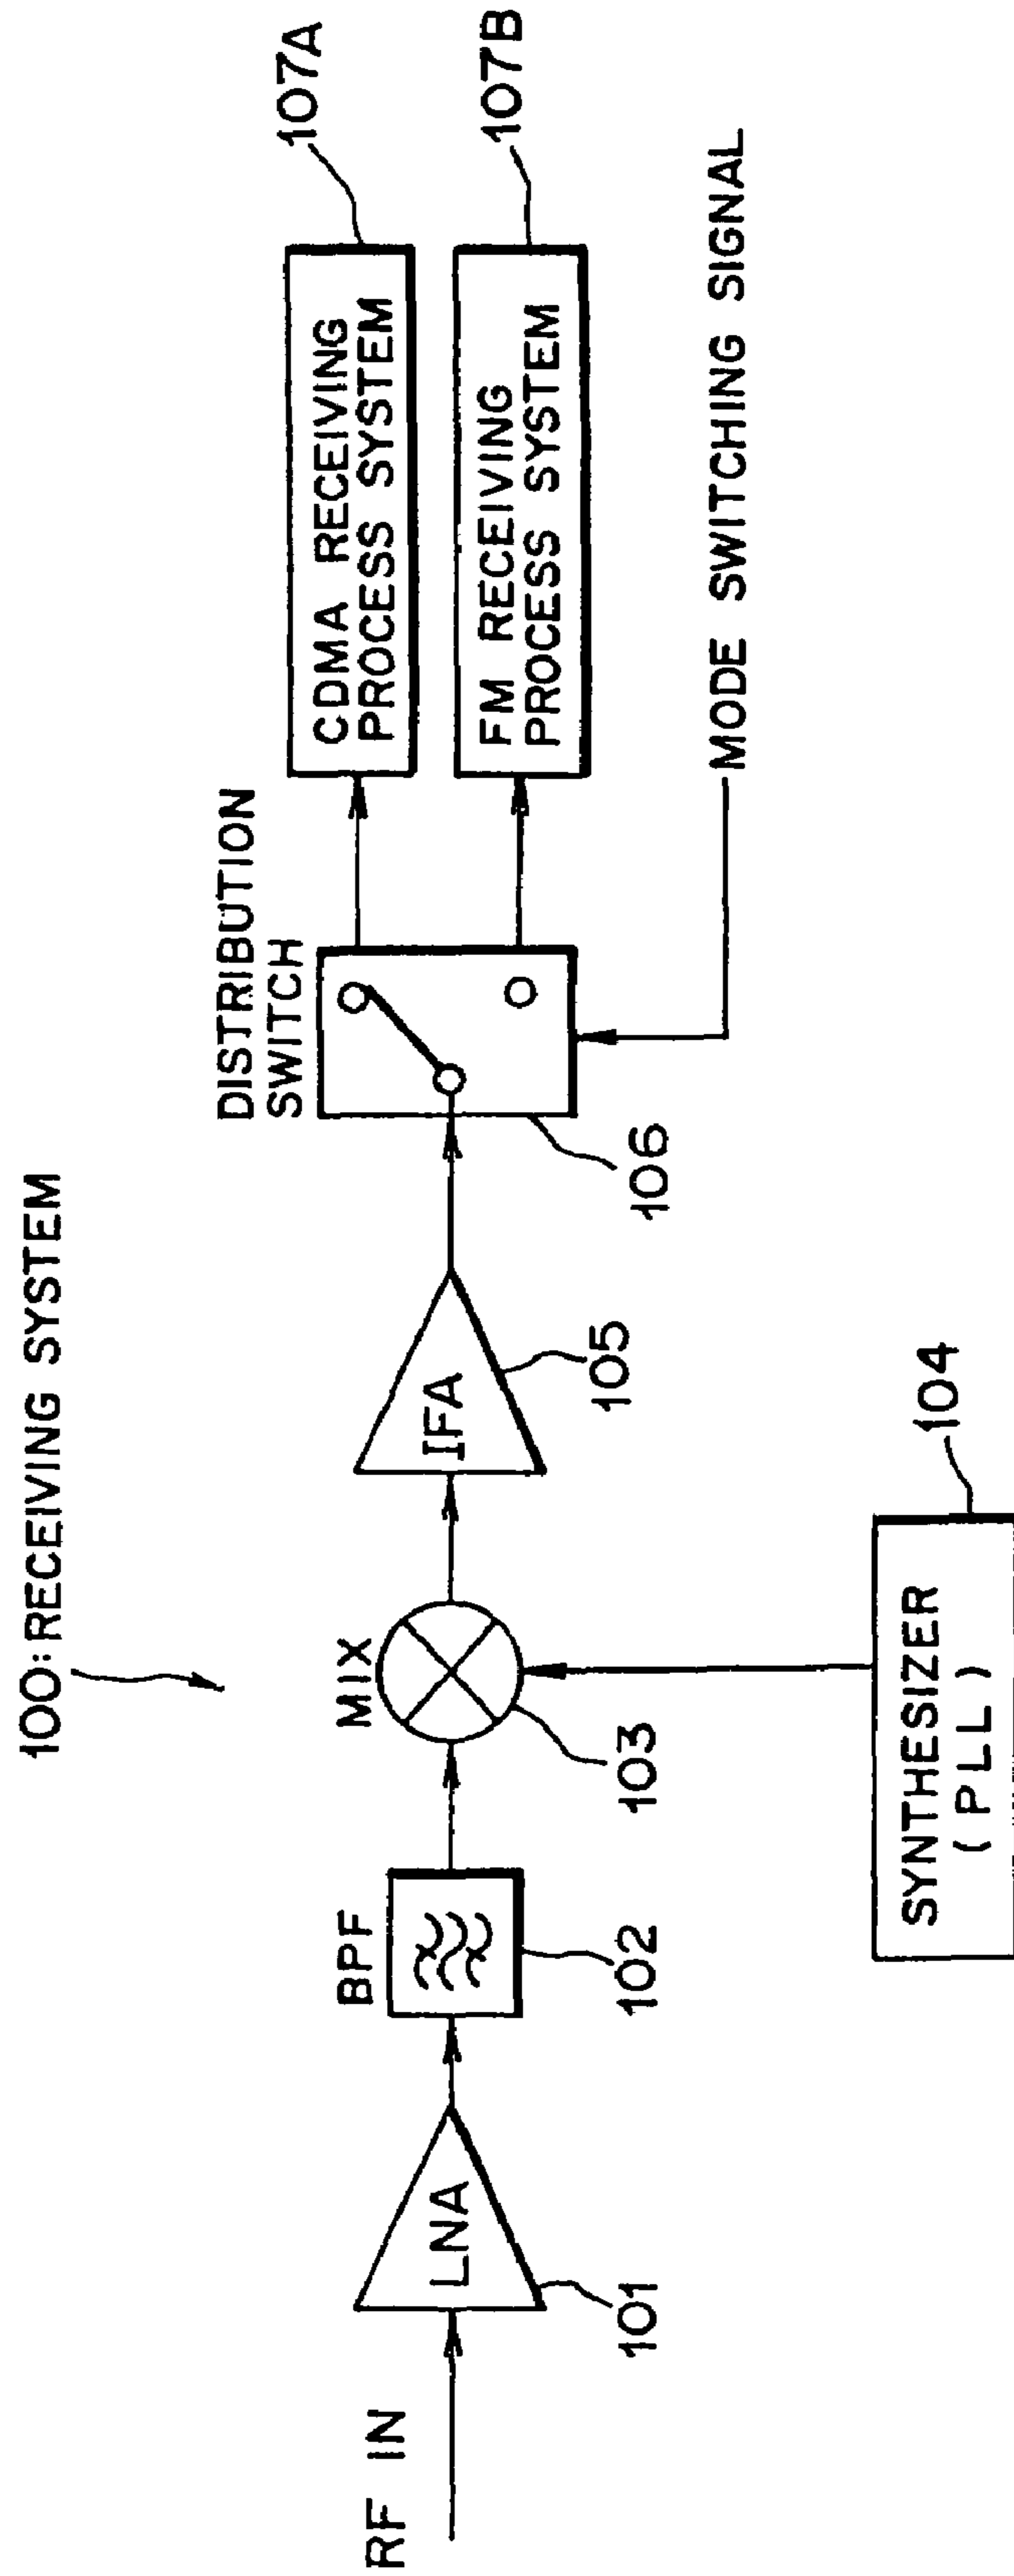 100:RECEIVING SYSTEM
RF IN
LNA
101
BPF
102
MIX
103
SYNTHESIZER
(PLL)
104
IFA
105
DISTRIBUTION
SWITCH
106
MODE SWITCHING SIGNAL
CDMA RECEIVING
PROCESS SYSTEM
107A
FM RECEIVING
PROCESS SYSTEM
107B